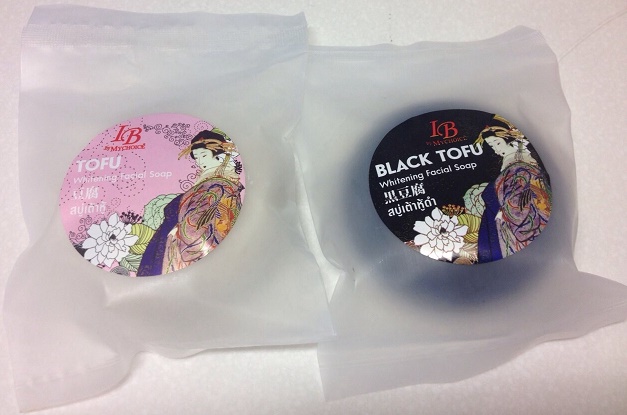 IB
BY MYCHOICE
TOFU
Whitening Facial Soap
豆腐
สบู่เต้าหู้
IB
BY MYCHOICE
BLACK TOFU
Whitening Facial Soap
黒豆腐
สบู่เต้าหู้ดำ